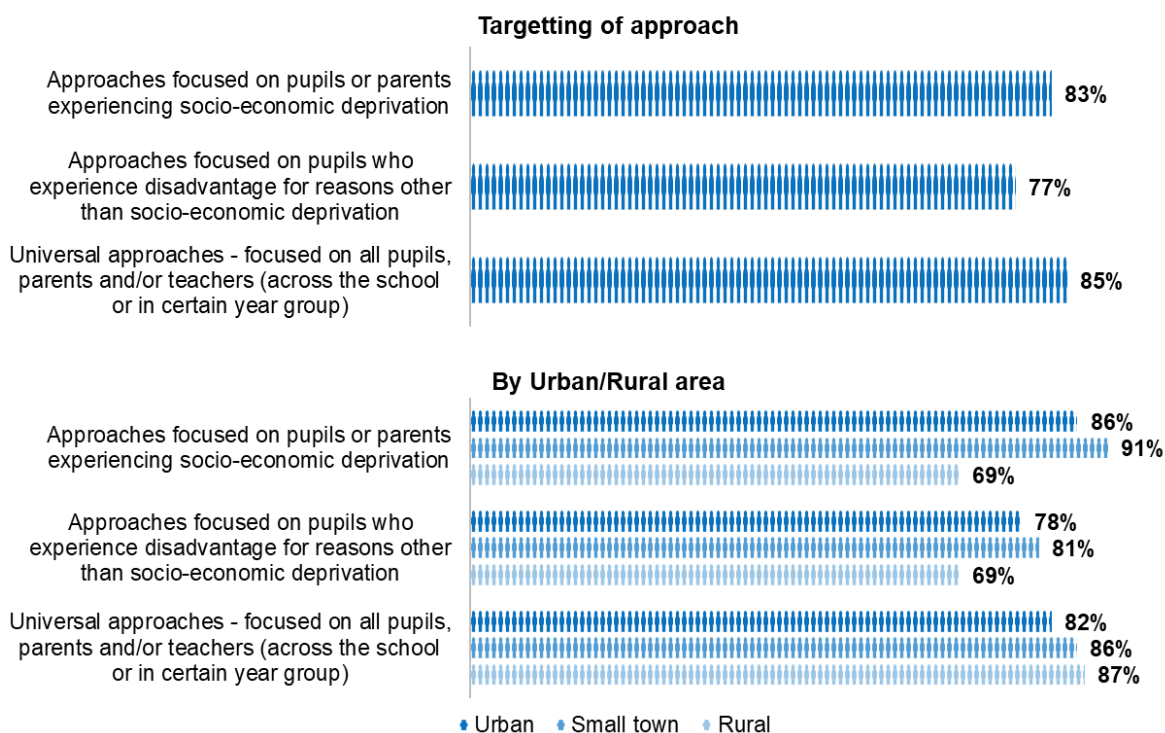 Targetting of approach
Approaches focused on pupils or parents
experiencing socio-economic deprivation
83%
Approaches focused on pupils who
experience disadvantage for reasons other
than socio-economic deprivation
77%
Universal approaches - focused on all pupils,
parents and/or teachers (across the school
or in certain year group)
85%
By Urban/Rural area
Approaches focused on pupils or parents
experiencing socio-economic deprivation
86%
91%
69%
Approaches focused on pupils who
experience disadvantage for reasons other
than socio-economic deprivation
78%
81%
69%
Universal approaches - focused on all pupils,
parents and/or teachers (across the school
or in certain year group)
82%
86%
87%
Urban Small town Rural